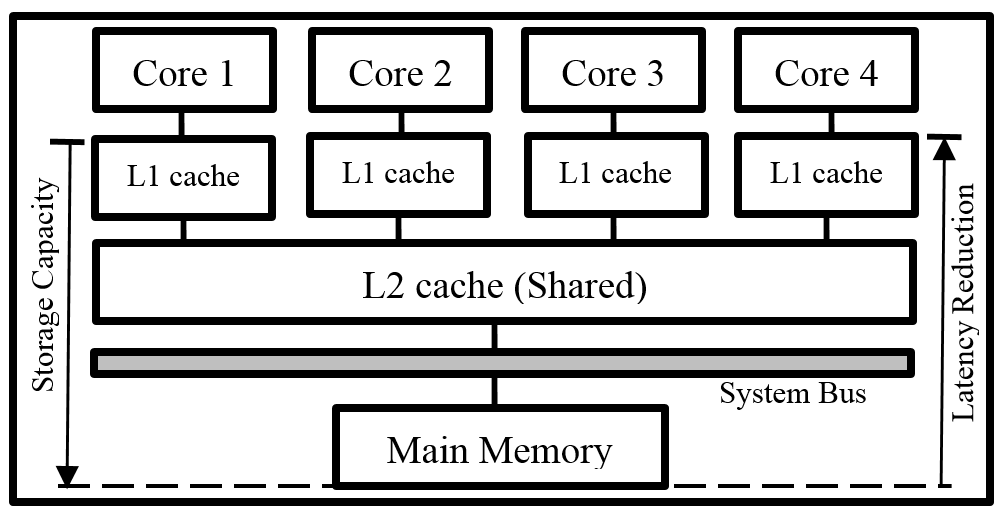 Core 1
Core 2
Core 3
Core 4
L1 cache
L1 cache
L1 cache
L1 cache
L2 cache (Shared)
System Bus
Main Memory
Storage Capacity
Latency Reduction